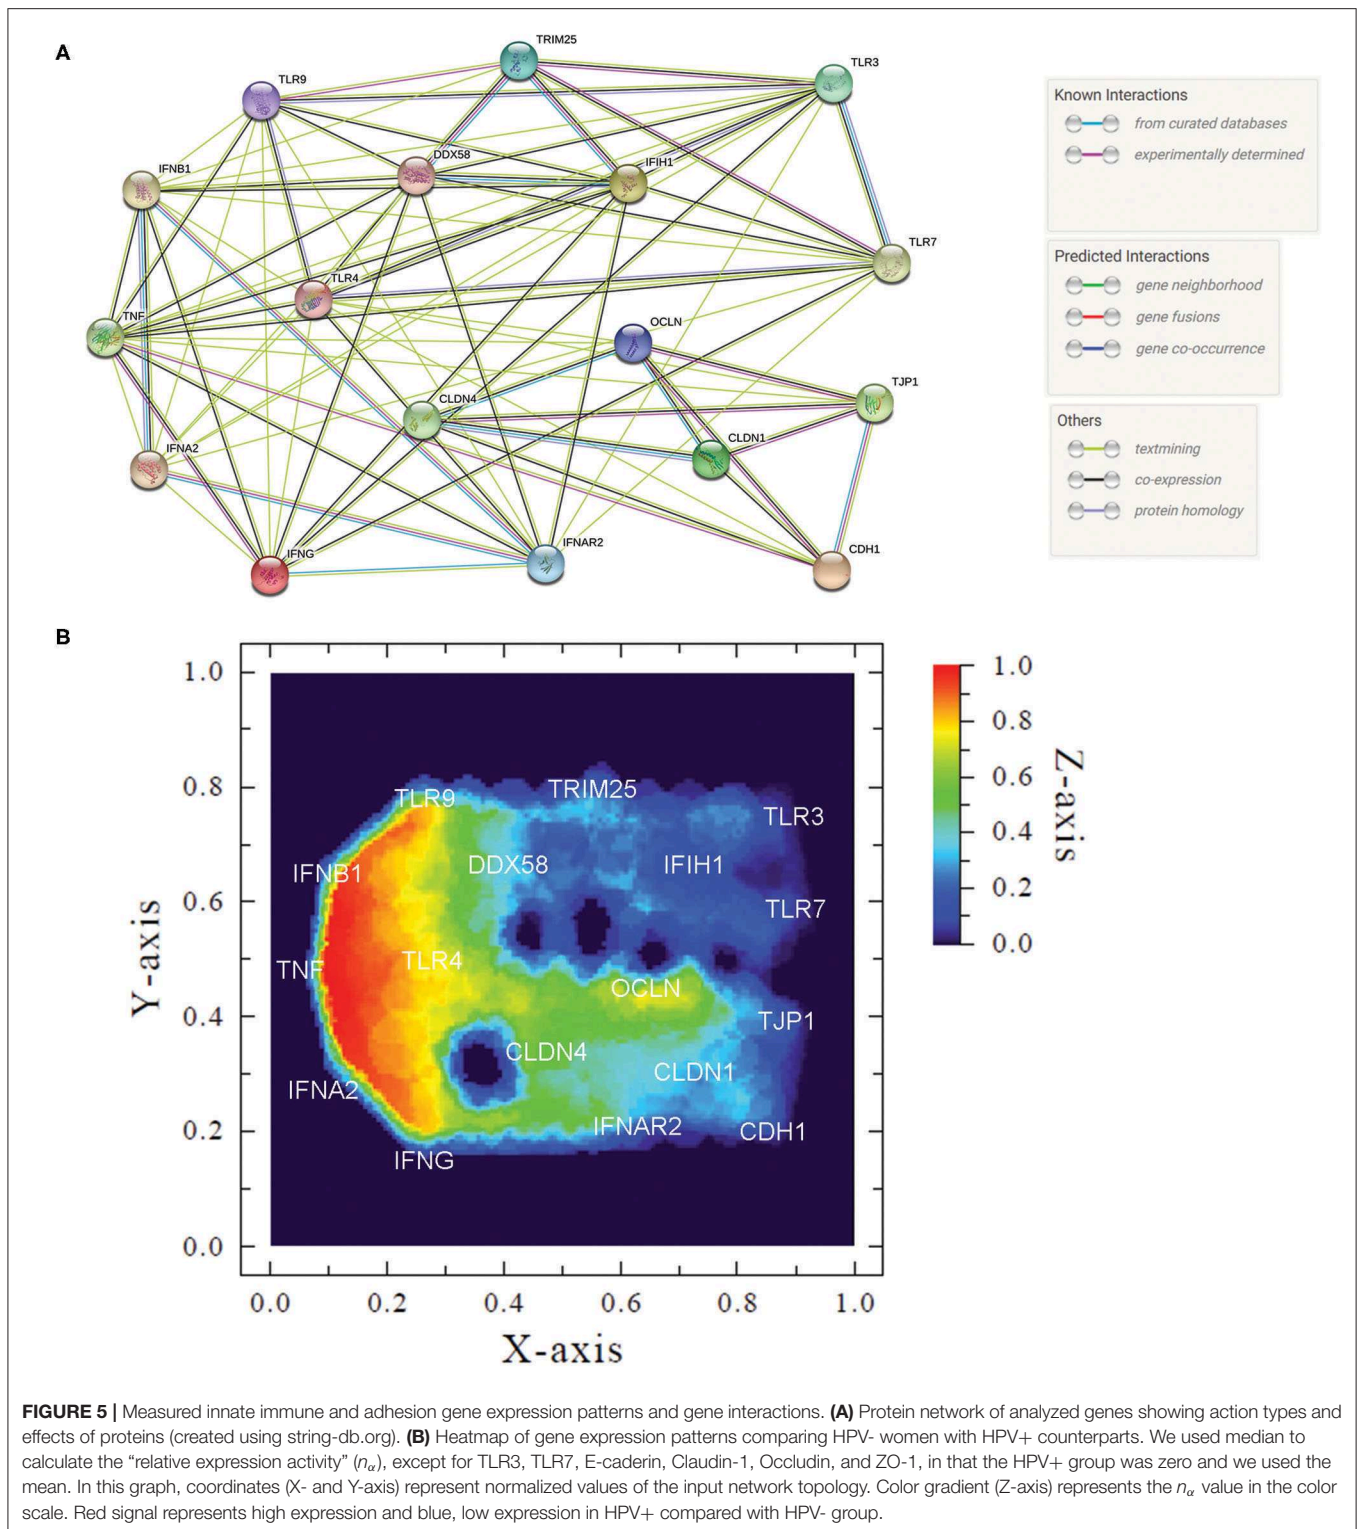 A
TRIM25
TLR3
TLR9
DDX58
IFIH1
IFNB1
TLR7
TLR4
TNF
OCLN
TJP1
CLDN4
CLDN1
IFNA2
IFNG
IFNAR2
CDH1
Known Interactions
from curated databases
experimentally determined
Predicted Interactions
gene neighborhood
gene fusions
gene co-occurrence
Others
textmining
co-expression
protein homology
B
1.0
0.8
0.6
0.4
0.2
0.0
Y-axis
0.0 0.2 0.4 0.6 0.8 1.0
X-axis
TLR9
TRIM25
TLR3
IFNB1
DDX58
IFIH1
TLR7
TNF
TLR4
OCLN
TJP1
CLDN4
CLDN1
IFNA2
IFNAR2
CDH1
IFNG
1.0
0.8
0.6
0.4
0.2
0.0
Z-axis
FIGURE 5 | Measured innate immune and adhesion gene expression patterns and gene interactions. (A) Protein network of analyzed genes showing action types and
effects of proteins (created using string-db.org). (B) Heatmap of gene expression patterns comparing HPV- women with HPV+ counterparts. We used median to
calculate the “relative expression activity” (nα), except for TLR3, TLR7, E-caderin, Claudin-1, Occludin, and ZO-1, in that the HPV+ group was zero and we used the
mean. In this graph, coordinates (X- and Y-axis) represent normalized values of the input network topology. Color gradient (Z-axis) represents the nα value in the color
scale. Red signal represents high expression and blue, low expression in HPV+ compared with HPV- group.